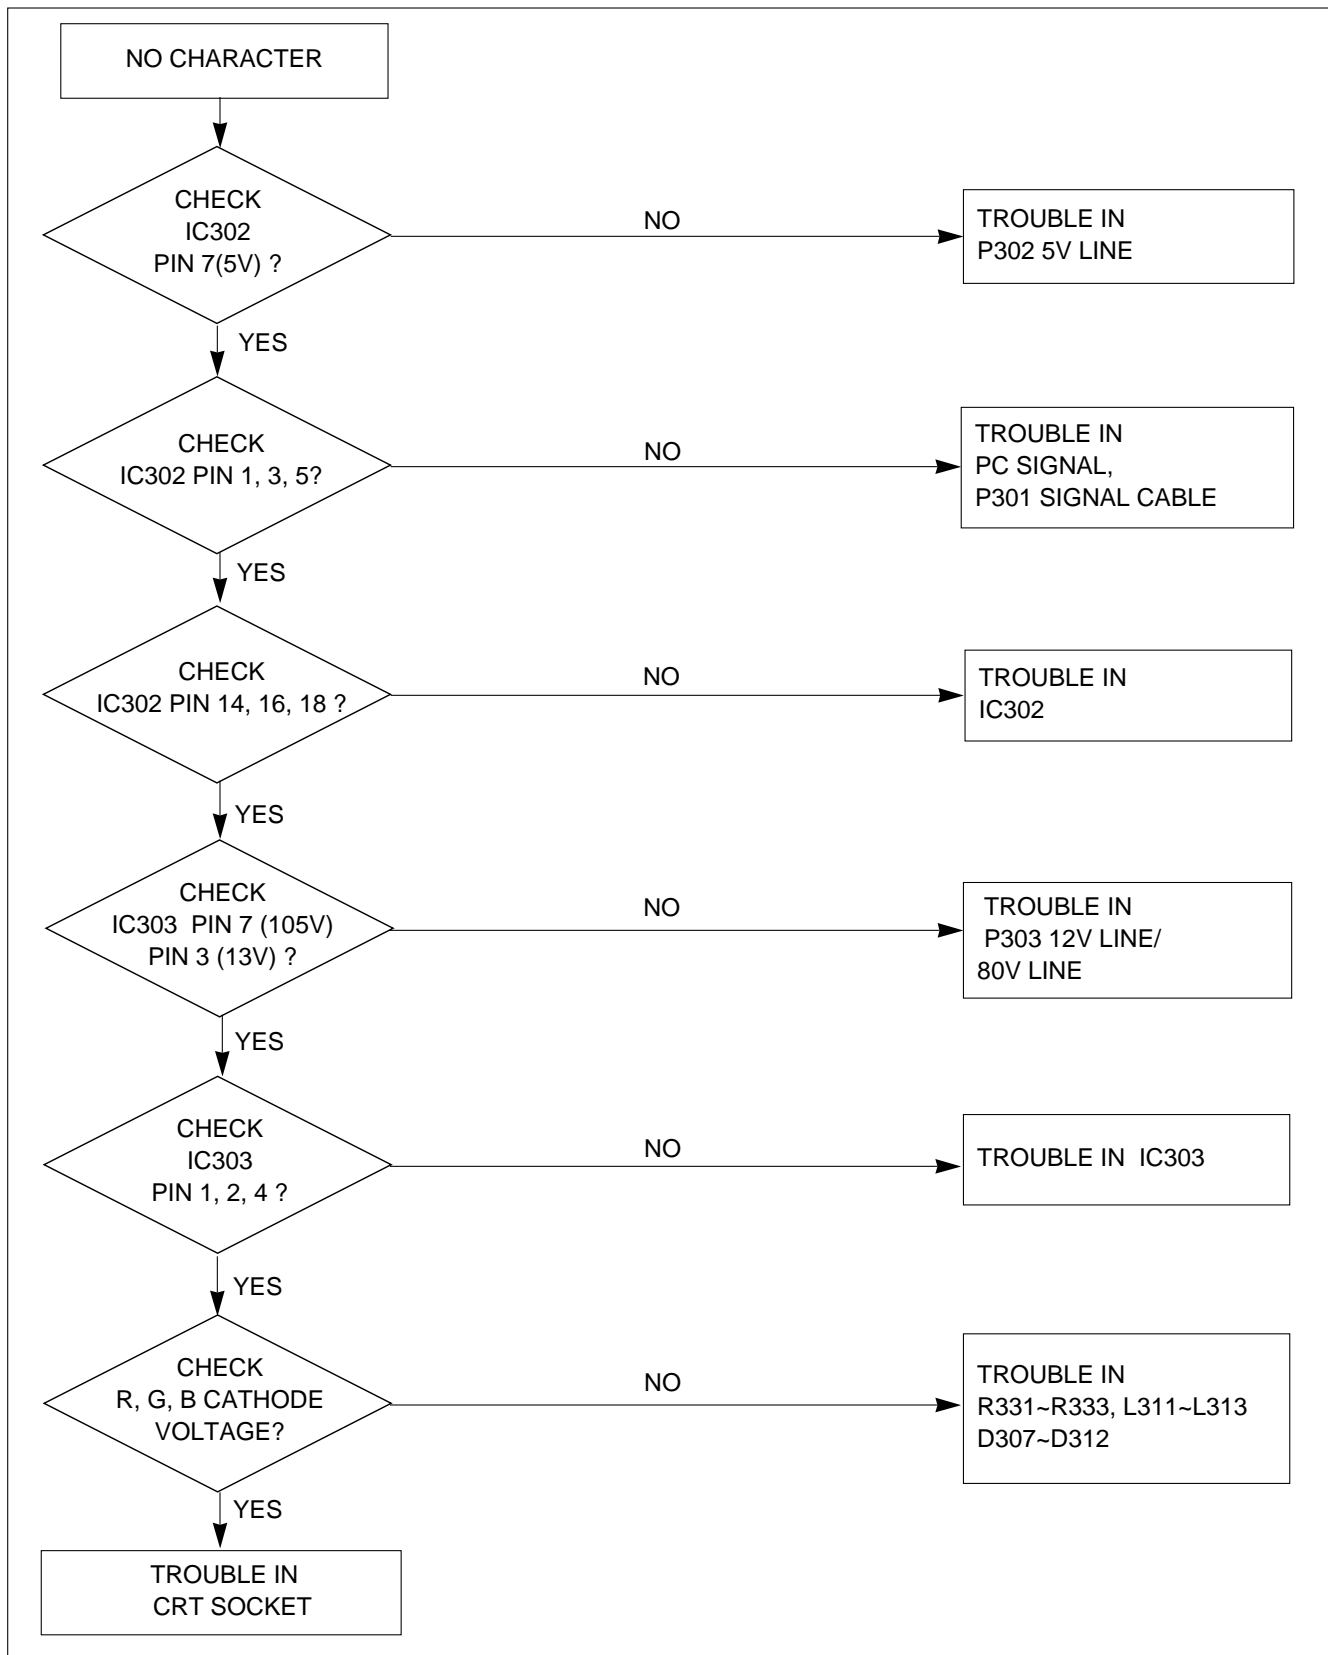 NO CHARACTER
CHECK
IC302
PIN 7(5V) ?
NO
TROUBLE IN
P302 5V LINE
YES
CHECK
IC302 PIN 1, 3, 5?
NO
TROUBLE IN
PC SIGNAL,
P301 SIGNAL CABLE
YES
CHECK
IC302 PIN 14, 16, 18 ?
NO
TROUBLE IN
IC302
YES
CHECK
IC303 PIN 7 (105V)
PIN 3 (13V) ?
NO
TROUBLE IN
P303 12V LINE/
80V LINE
YES
CHECK
IC303
PIN 1, 2, 4 ?
NO
TROUBLE IN IC303
YES
CHECK
R, G, B CATHODE
VOLTAGE?
NO
TROUBLE IN
R331~R333, L311~L313
D307~D312
YES
TROUBLE IN
CRT SOCKET